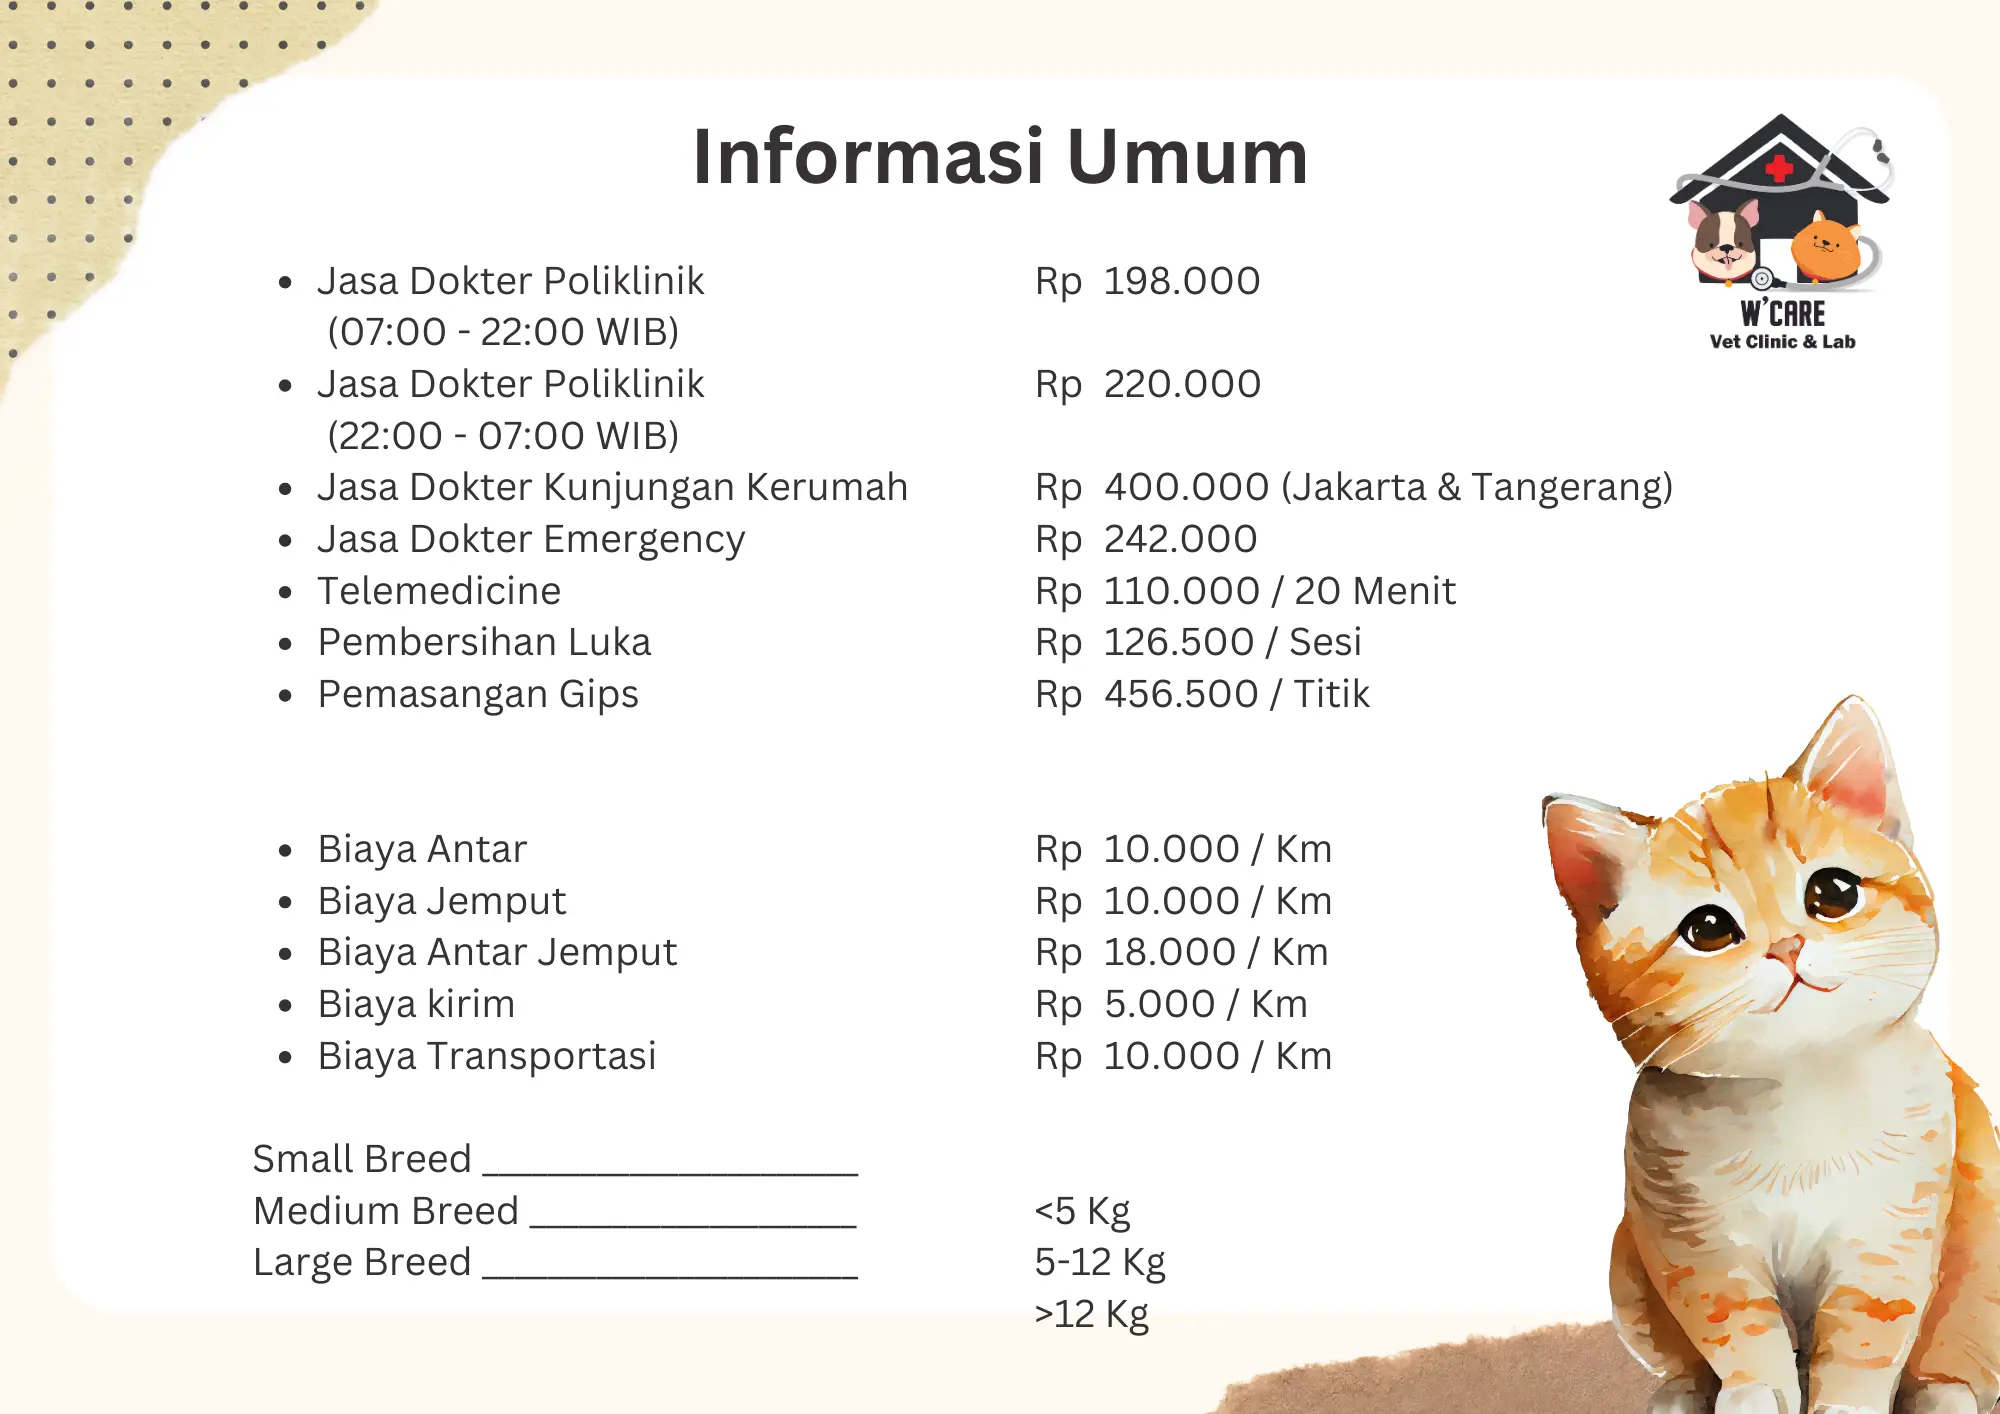 Informasi Umum
W'CARE
Vet Clinic & Lab
• Jasa Dokter Poliklinik Rp 198.000
(07:00 - 22:00 WIB)
• Jasa Dokter Poliklinik Rp 220.000
(22:00 - 07:00 WIB)
• Jasa Dokter Kunjungan Kerumah Rp 400.000 (Jakarta & Tangerang)
• Jasa Dokter Emergency Rp 242.000
• Telemedicine Rp 110.000 / 20 Menit
• Pembersihan Luka Rp 126.500 / Sesi
• Pemasangan Gips Rp 456.500 / Titik
• Biaya Antar Rp 10.000 / Km
• Biaya Jemput Rp 10.000 / Km
• Biaya Antar Jemput Rp 18.000 / Km
• Biaya kirim Rp 5.000 / Km
• Biaya Transportasi Rp 10.000 / Km
Small Breed ____________________
Medium Breed _________________ <5 Kg
Large Breed ____________________ 5-12 Kg
>12 Kg